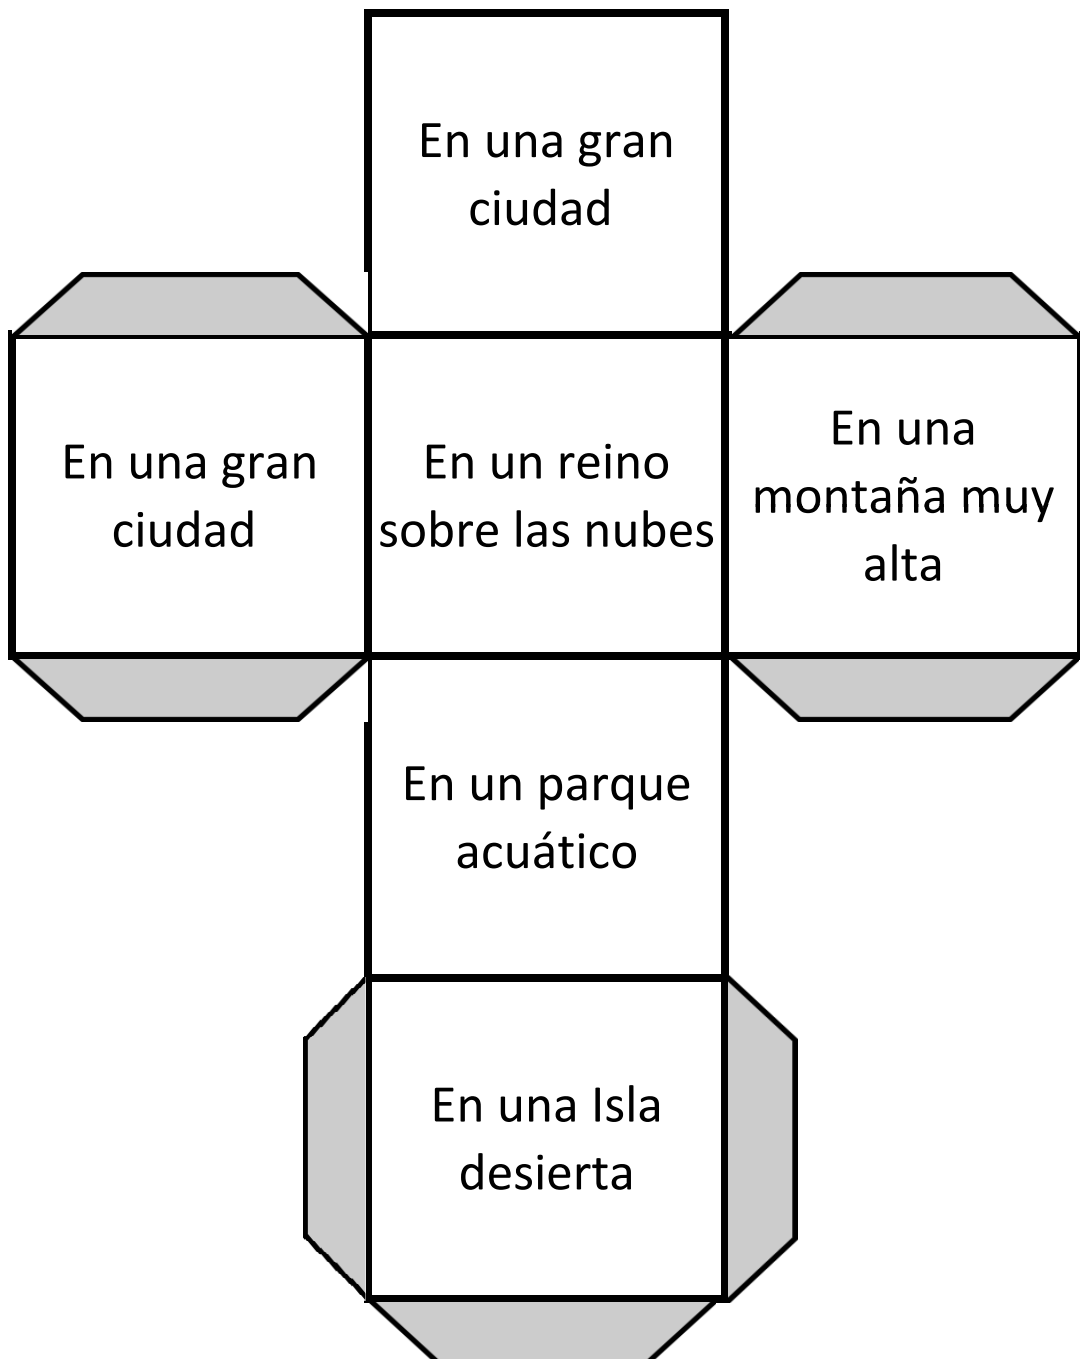 En una gran
ciudad
En una gran
ciudad
En un reino
sobre las nubes
En una
montaña muy
alta
En un parque
acuático
En una Isla
desierta